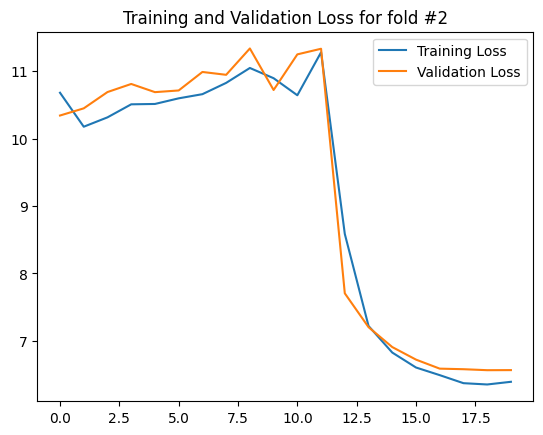 Training and Validation Loss for fold #2
Training Loss
Validation Loss
11
10
9
8
7
0.0 2.5 5.0 7.5 10.0 12.5 15.0 17.5